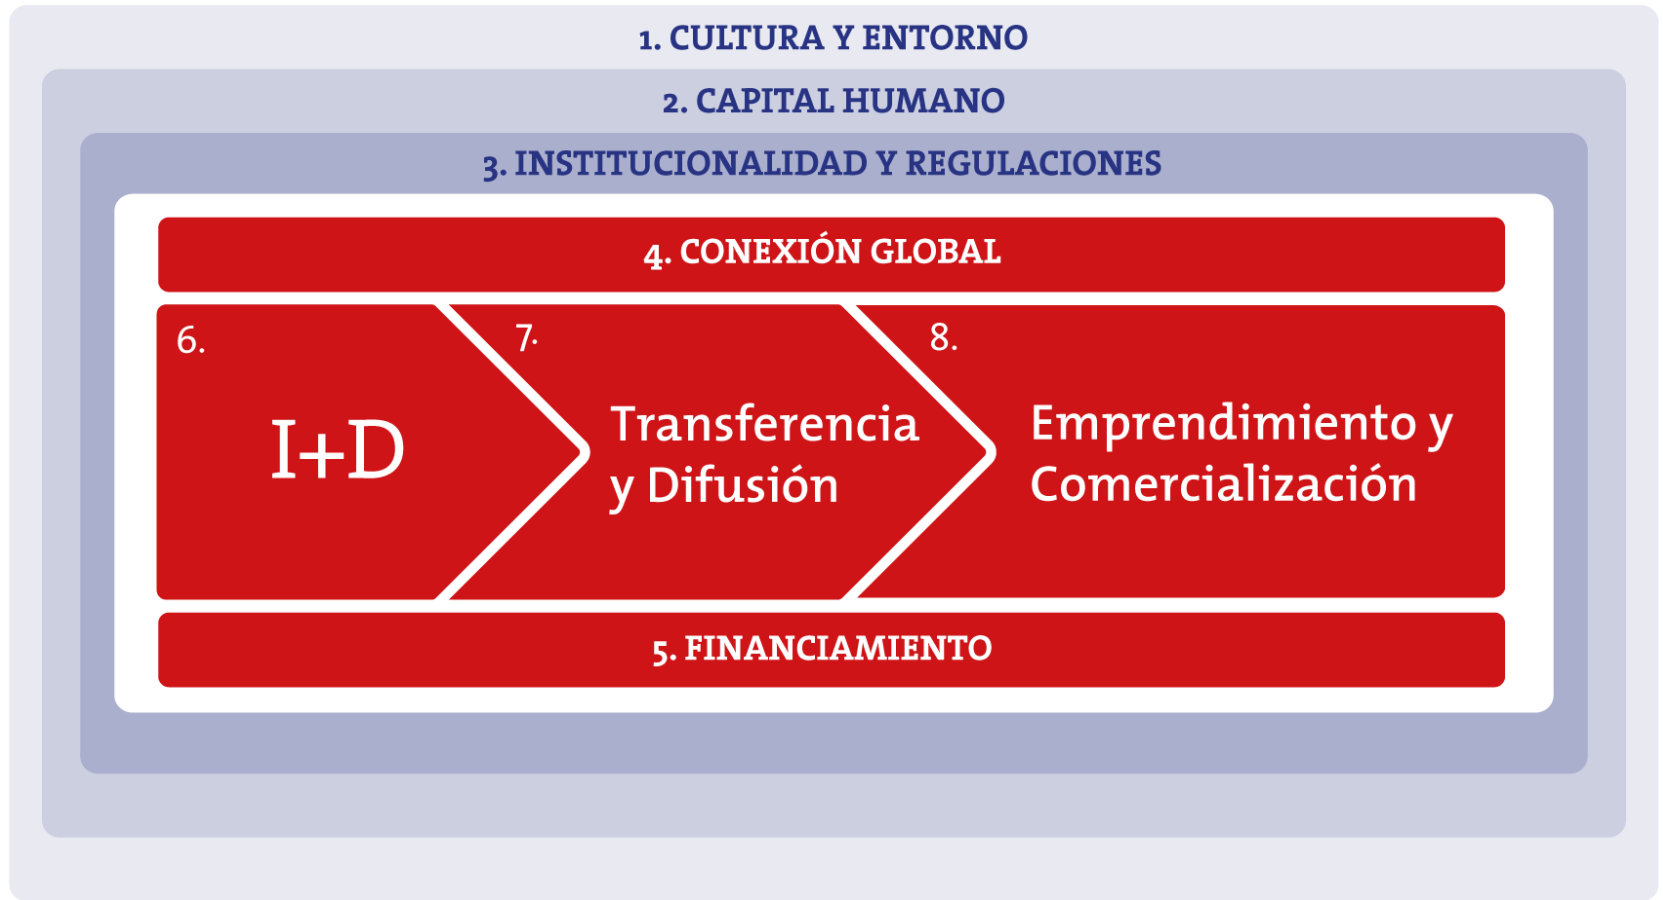 1. CULTURA Y ENTORNO
2. CAPITAL HUMANO
3. INSTITUCIONALIDAD Y REGULACIONES
4. CONEXIÓN GLOBAL
6.
I+D
7.
Transferencia
y Difusión
8.
Emprendimiento y
Comercialización
5. FINANCIAMIENTO